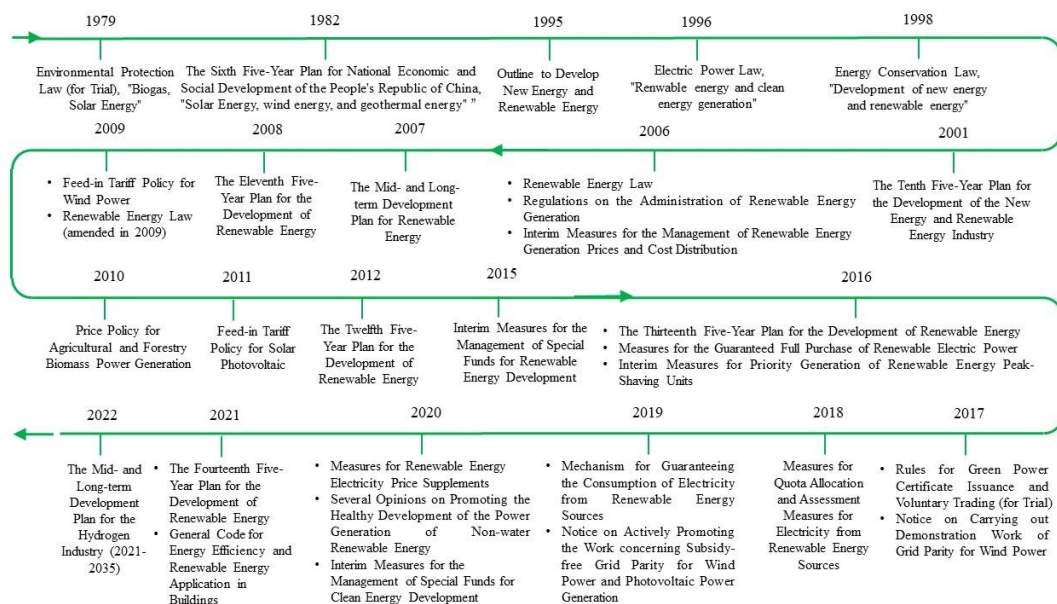 1979
1982
1995
1996
1998
Environmental Protection
Law (for Trial), "Biogas,
Solar Energy"
The Sixth Five-Year Plan for National Economic and
Social Development of the People's Republic of China,
"Solar Energy, wind energy, and geothermal energy" ”
Outline to Develop
New Energy and
Renewable Energy
Electric Power Law,
"Renwable energy and clean
energy generation"
Energy Conservation Law,
"Development of new energy
and renewable energy"
2009
2008
2007
2006
2001
• Feed-in Tariff Policy for
Wind Power
• Renewable Energy Law
(amended in 2009)
The Eleventh Five-
Year Plan for the
Development of
Renewable Energy
The Mid- and Long-
term Development
Plan for Renewable
Energy
• Renewable Energy Law
• Regulations on the Administration of Renewable Energy
Generation
• Interim Measures for the Management of Renewable Energy
Generation Prices and Cost Distribution
The Tenth Five-Year Plan for
the Development of the New
Energy and Renewable
Energy Industry
2010
2011
2012
2015
2016
Price Policy for
Agricultural and Forestry
Biomass Power Generation
Feed-in Tariff
Policy for Solar
Photovoltaic
The Twelfth Five-
Year Plan for the
Development of
Renewable Energy
Interim Measures for the
Management of Special
Funds for Renewable
Energy Development
• The Thirteenth Five-Year Plan for the Development of Renewable Energy
• Measures for the Guaranteed Full Purchase of Renewable Electric Power
• Interim Measures for Priority Generation of Renewable Energy Peak-
Shaving Units
2022
2021
2020
2019
2018
2017
The Mid- and
Long-term
Development
Plan for the
Hydrogen
Industry (2021-
2035)
• The Fourteenth Five-
Year Plan for the
Development of
Renewable Energy
• General Code for
Energy Efficiency and
Renewable Energy
Application in
Buildings
• Measures for Renewable Energy
Electricity Price Supplements
• Several Opinions on Promoting the
Healthy Development of the Power
Generation of Non-water
Renewable Energy
• Interim Measures for the
Management of Special Funds for
Clean Energy Development
• Mechanism for Guaranteeing
the Consumption of Electricity
from Renewable Energy
Sources
• Notice on Actively Promoting
the Work concerning Subsidy-
free Grid Parity for Wind
Power and Photovoltaic Power
Generation
Measures for
Quota Allocation
and Assessment
Measures for
Electricity from
Renewable Energy
Sources
• Rules for Green Power
Certificate Issuance and
Voluntary Trading (for Trial)
• Notice on Carrying out
Demonstration Work of
Grid Parity for Wind Power